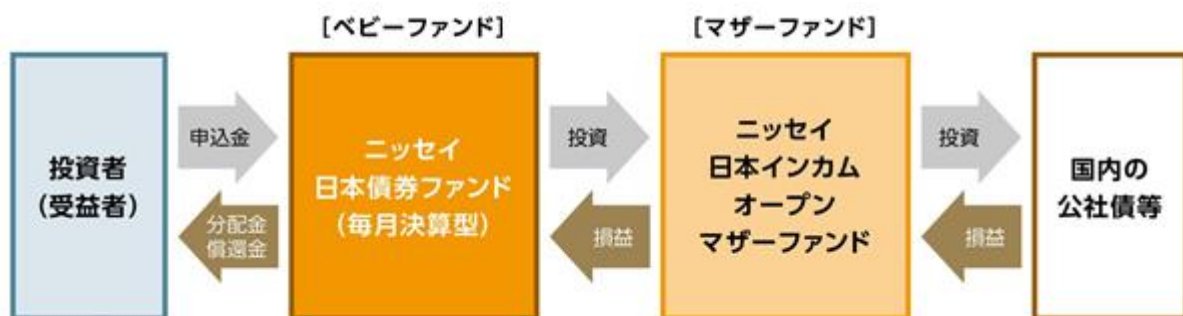 ［ベビーファンド］
［マザーファンド］
投資者
（受益者）
申込金
分配金
償還金
ニッセイ
日本債券ファンド
（毎月決算型）
投資
損益
ニッセイ
日本インカム
オープン
マザーファンド
投資
損益
国内の
公社債等